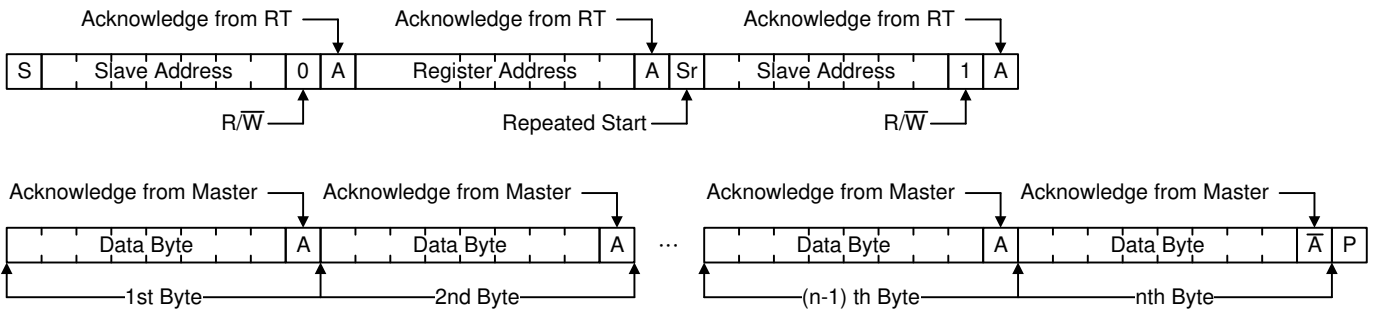 Acknowledge from RT Acknowledge from RT Acknowledge from RT
S Slave Address 0 A Register Address A Sr Slave Address 1 A
R/W̅ Repeated Start R/W̅
Acknowledge from Master Acknowledge from Master Acknowledge from Master Acknowledge from Master
Data Byte A Data Byte A ... Data Byte A Data Byte A̅ P
1st Byte 2nd Byte (n-1) th Byte nth Byte